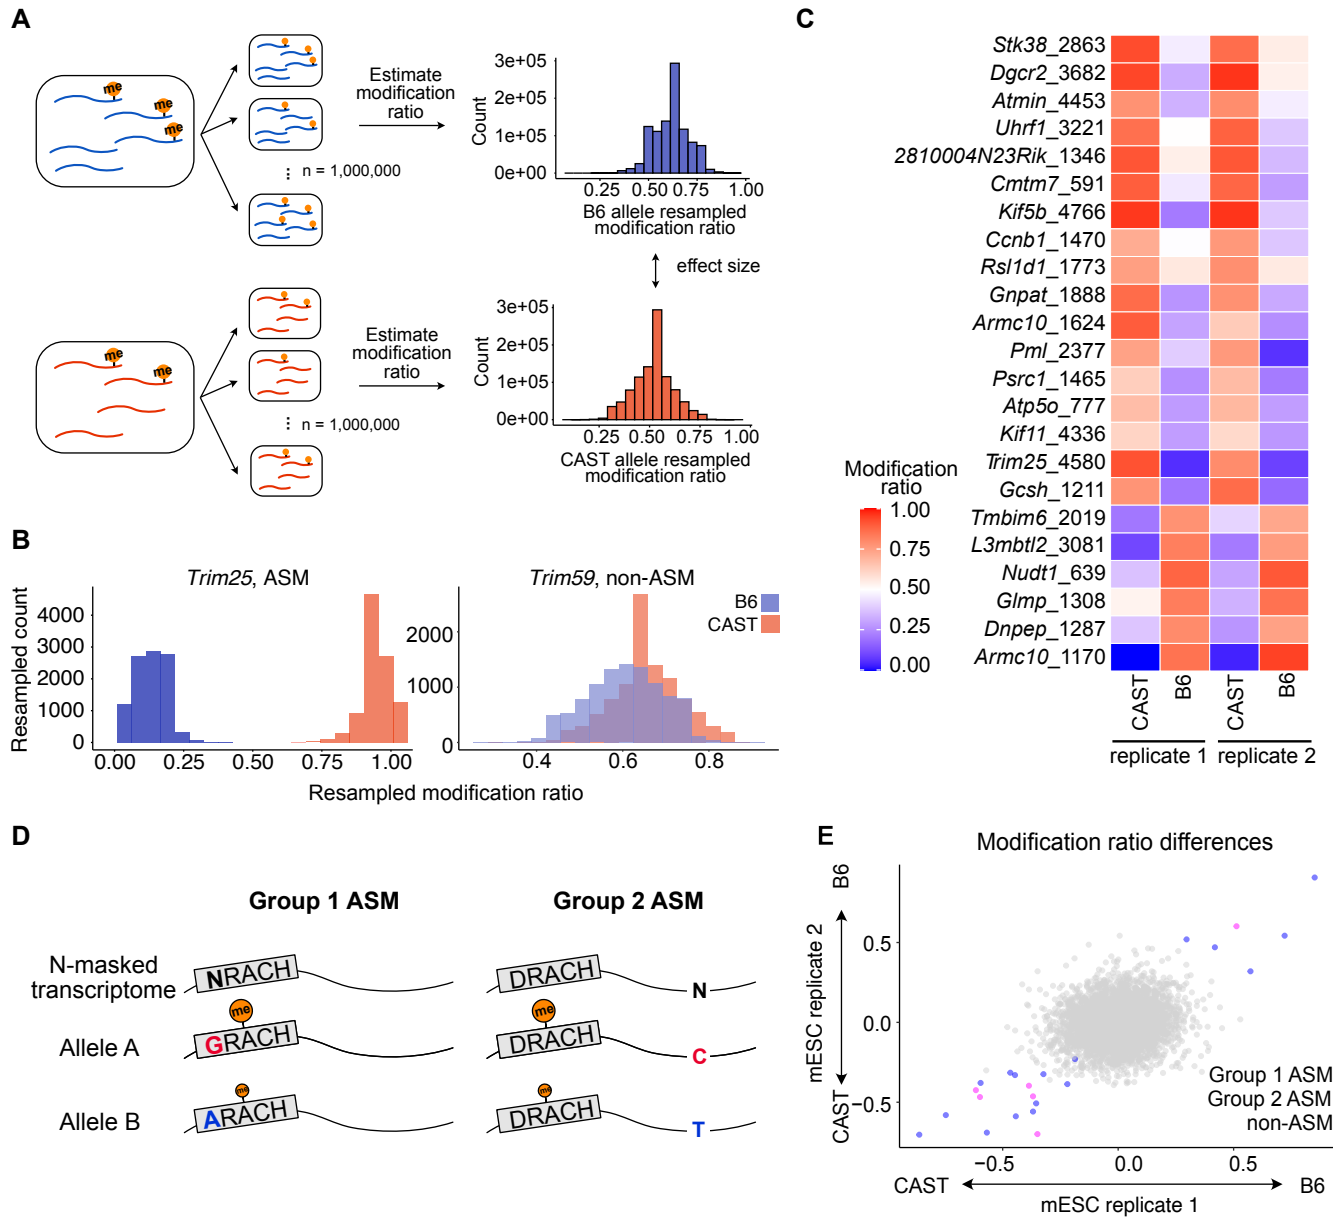 A
me
me
me
Estimate
modification
ratio
n = 1,000,000
Count
3e+05
2e+05
1e+05
0e+00
0.25 0.50 0.75 1.00
B6 allele resampled
modification ratio
effect size
me
me
Estimate
modification
ratio
n = 1,000,000
Count
3e+05
2e+05
1e+05
0e+00
0.25 0.50 0.75 1.00
CAST allele resampled
modification ratio
B
Trim25, ASM
Resampled count
4000
3000
2000
1000
0
0.00 0.25 0.50 0.75 1.00
Trim59, non-ASM
B6
CAST
2000
1000
0
0.4 0.6 0.8
Resampled modification ratio
C
Stk38_2863
Dgcr2_3682
Atmin_4453
Uhrf1_3221
2810004N23Rik_1346
Cmtm7_591
Kif5b_4766
Ccnb1_1470
Rsl1d1_1773
Gnpat_1888
Armc10_1624
Pml_2377
Psrc1_1465
Atp5o_777
Kif11_4336
Trim25_4580
Gcsh_1211
Tmbim6_2019
L3mbtl2_3081
Nudt1_639
Glmp_1308
Dnpep_1287
Armc10_1170
Modification
ratio
1.00
0.75
0.50
0.25
0.00
CAST B6 CAST B6
replicate 1 replicate 2
D
Group 1 ASM Group 2 ASM
N-masked
transcriptome
NRACH
DRACH
N
Allele A
me
GRACH
me
DRACH
C
Allele B
me
ARACH
me
DRACH
T
E
Modification ratio differences
B6
mESC replicate 2
CAST
0.5
0.0
−0.5
Group 1 ASM
Group 2 ASM
non-ASM
−0.5 0.0 0.5
CAST B6
mESC replicate 1